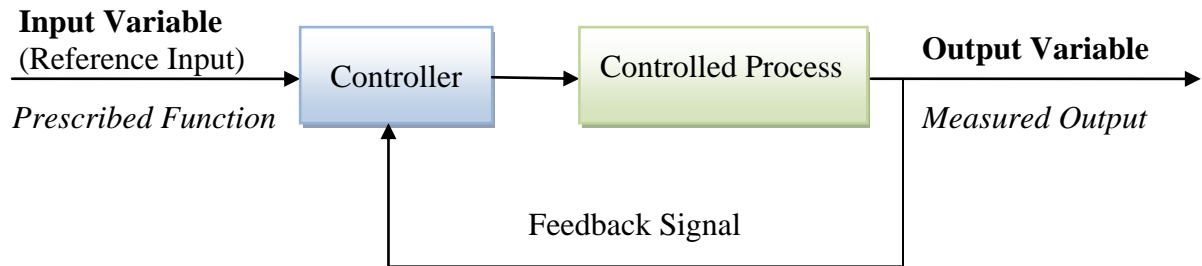 Input Variable
(Reference Input)
Prescribed Function
Controller
Controlled Process
Output Variable
Measured Output
Feedback Signal